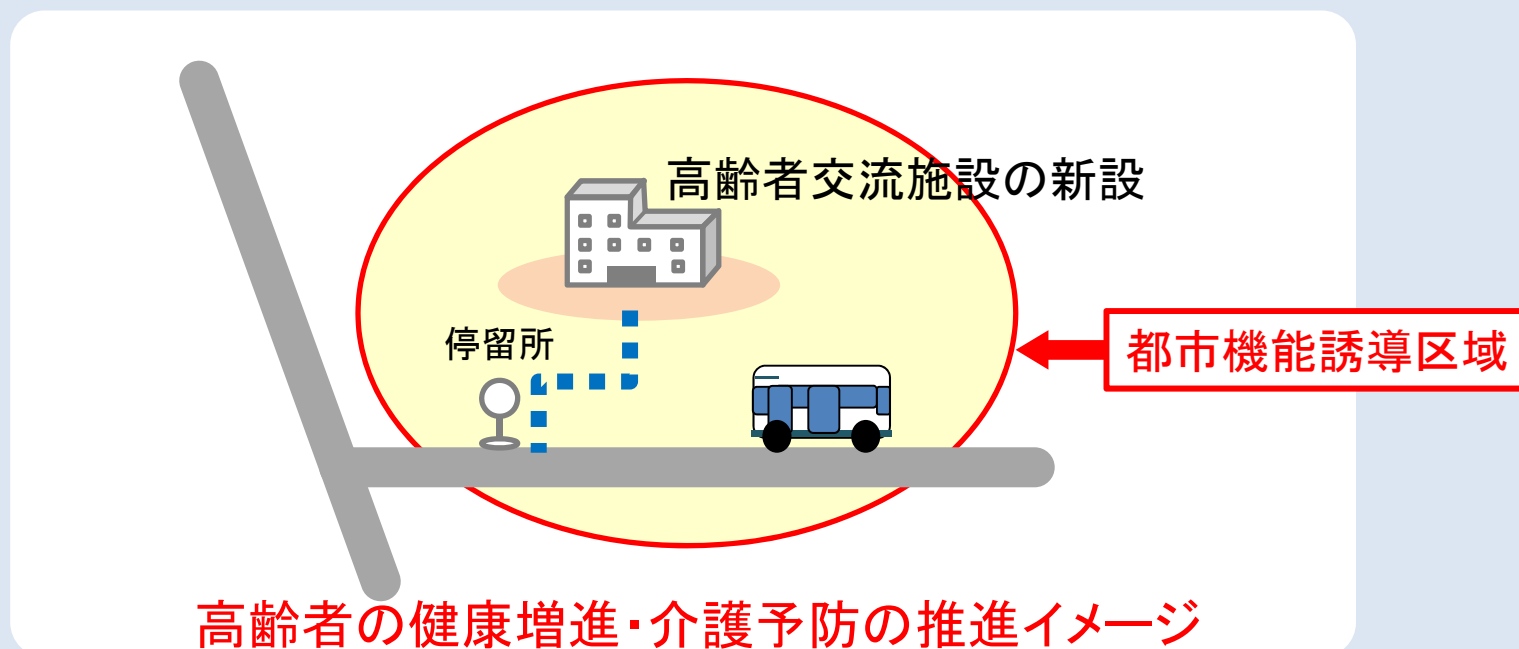 高齢者交流施設の新設
停留所
都市機能誘導区域
高齢者の健康増進・介護予防の推進イメージ